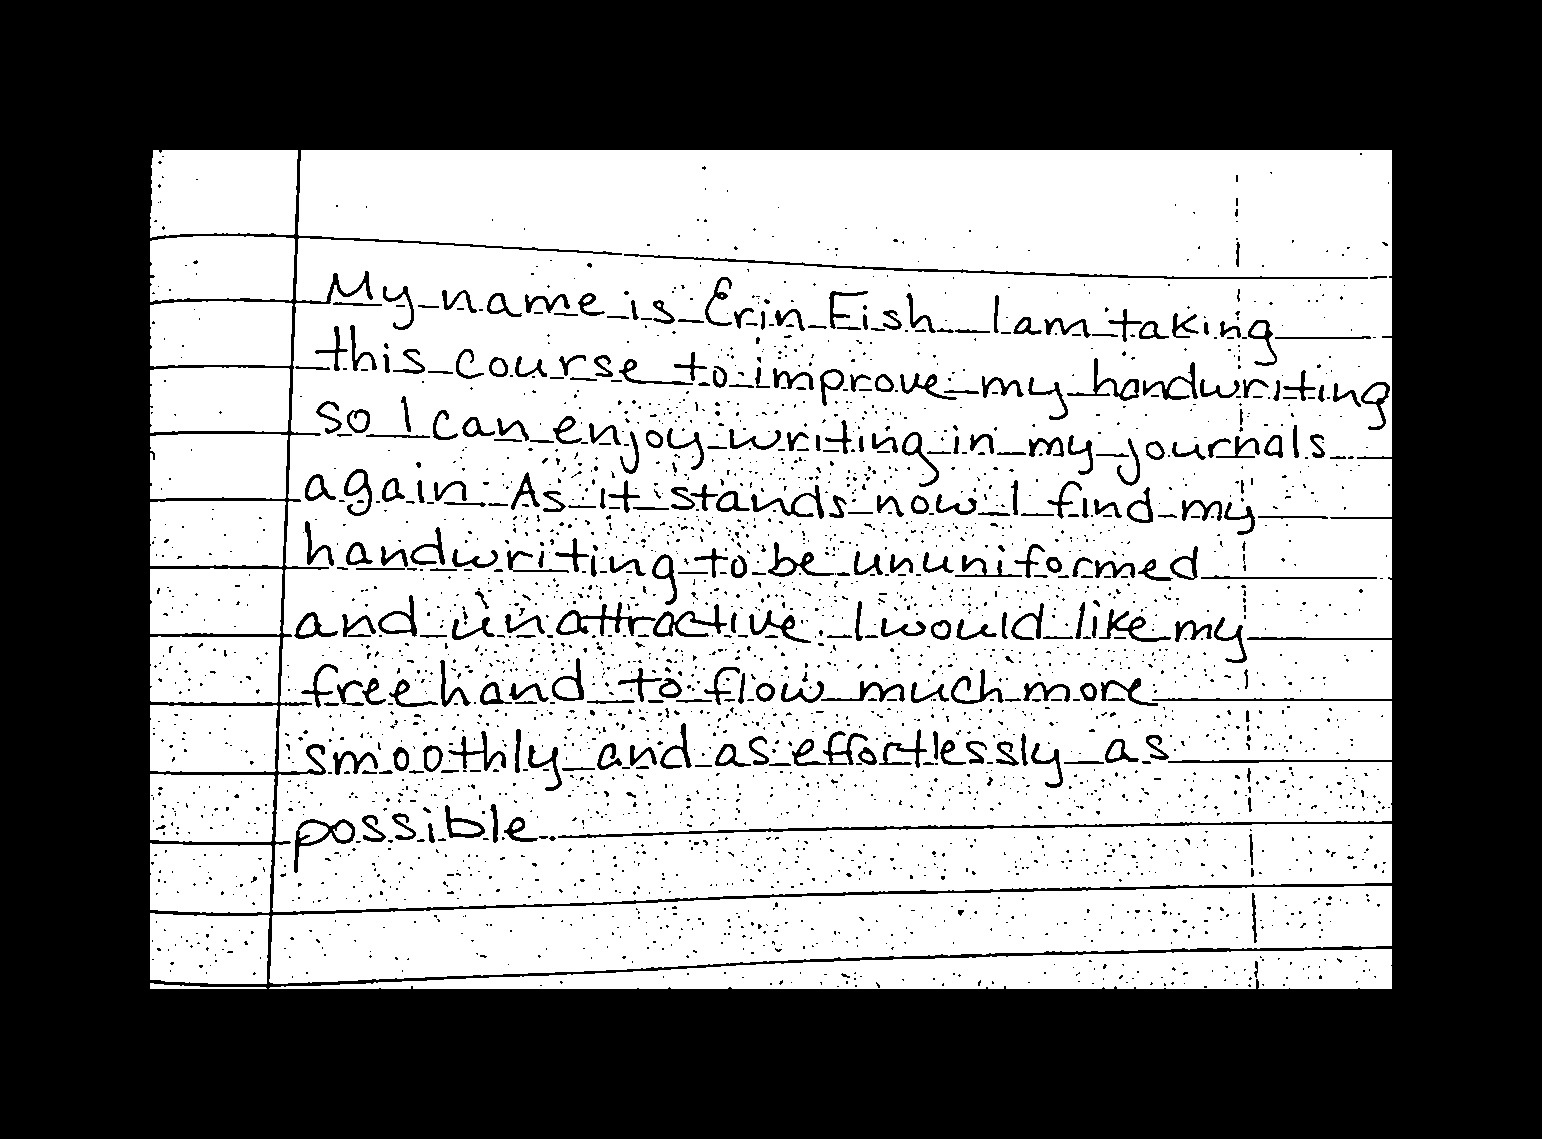 My name is Erin Fish. I am taking
this course to improve my handwriting
so I can enjoy writing in my journals
again. As it stands now I find my
handwriting to be ununiformed
and unattractive. I would like my
free hand to flow much more
smoothly and as effortlessly as
possible.